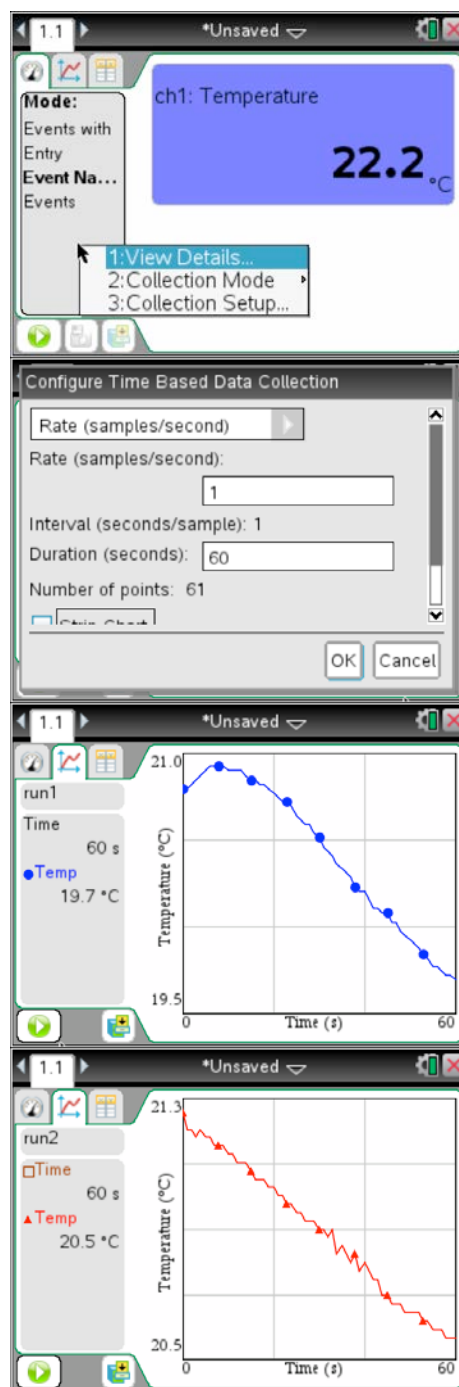 1.1
*Unsaved
Mode:
Events with
Entry
Event Na...
Events
ch1: Temperature
22.2
°C
1:View Details...
2:Collection Mode
3:Collection Setup...
Configure Time Based Data Collection
Rate (samples/second)
Rate (samples/second):
1
Interval (seconds/sample): 1
Duration (seconds): 60
Number of points: 61
Strip Chart
OK Cancel
1.1
*Unsaved
run1
Time
60 s
Temp
19.7 °C
21.0
Temperature (°C)
19.5
0 Time (s) 60
1.1
*Unsaved
run2
Time
60 s
Temp
20.5 °C
21.3
Temperature (°C)
20.5
0 Time (s) 60